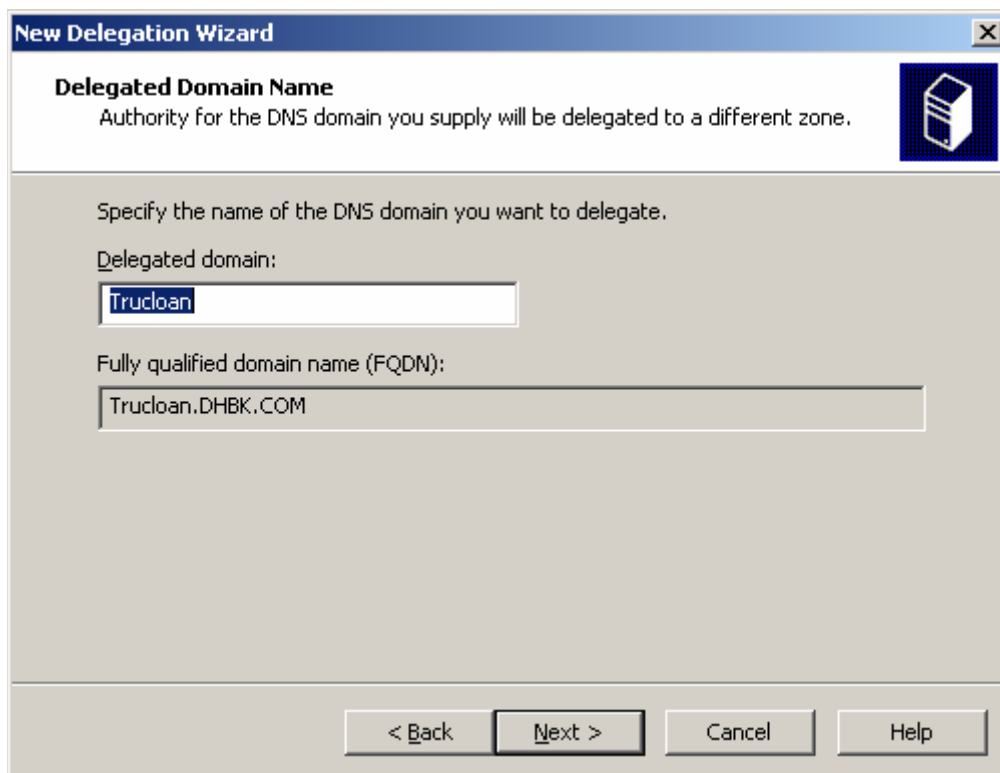 New Delegation Wizard
Delegated Domain Name
Authority for the DNS domain you supply will be delegated to a different zone.
Specify the name of the DNS domain you want to delegate.
Delegated domain:
Trucloan
Fully qualified domain name (FQDN):
Trucloan.DHBK.COM
< Back Next > Cancel Help